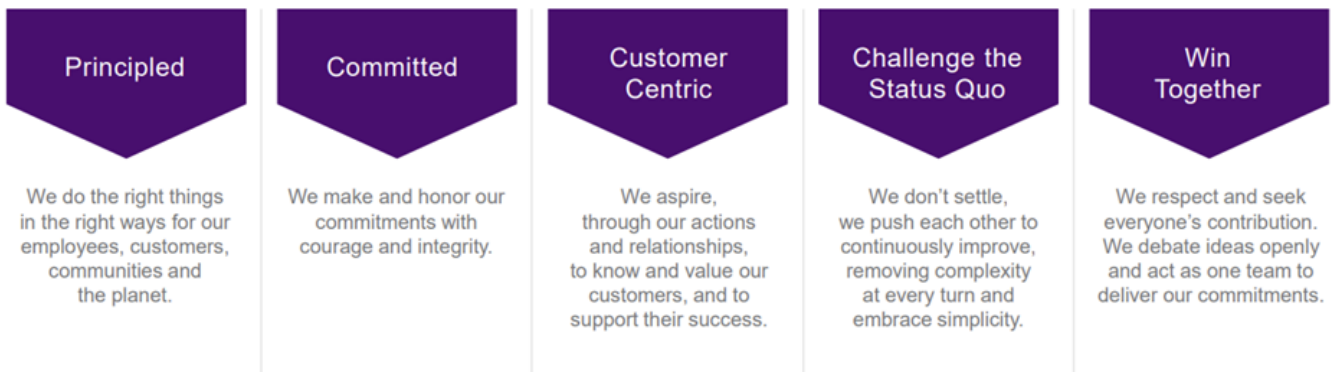 Principled
We do the right things
in the right ways for our
employees, customers,
communities and
the planet.
Committed
We make and honor our
commitments with
courage and integrity.
Customer
Centric
We aspire,
through our actions
and relationships,
to know and value our
customers, and to
support their success.
Challenge the
Status Quo
We don’t settle,
we push each other to
continuously improve,
removing complexity
at every turn and
embrace simplicity.
Win
Together
We respect and seek
everyone’s contribution.
We debate ideas openly
and act as one team to
deliver our commitments.